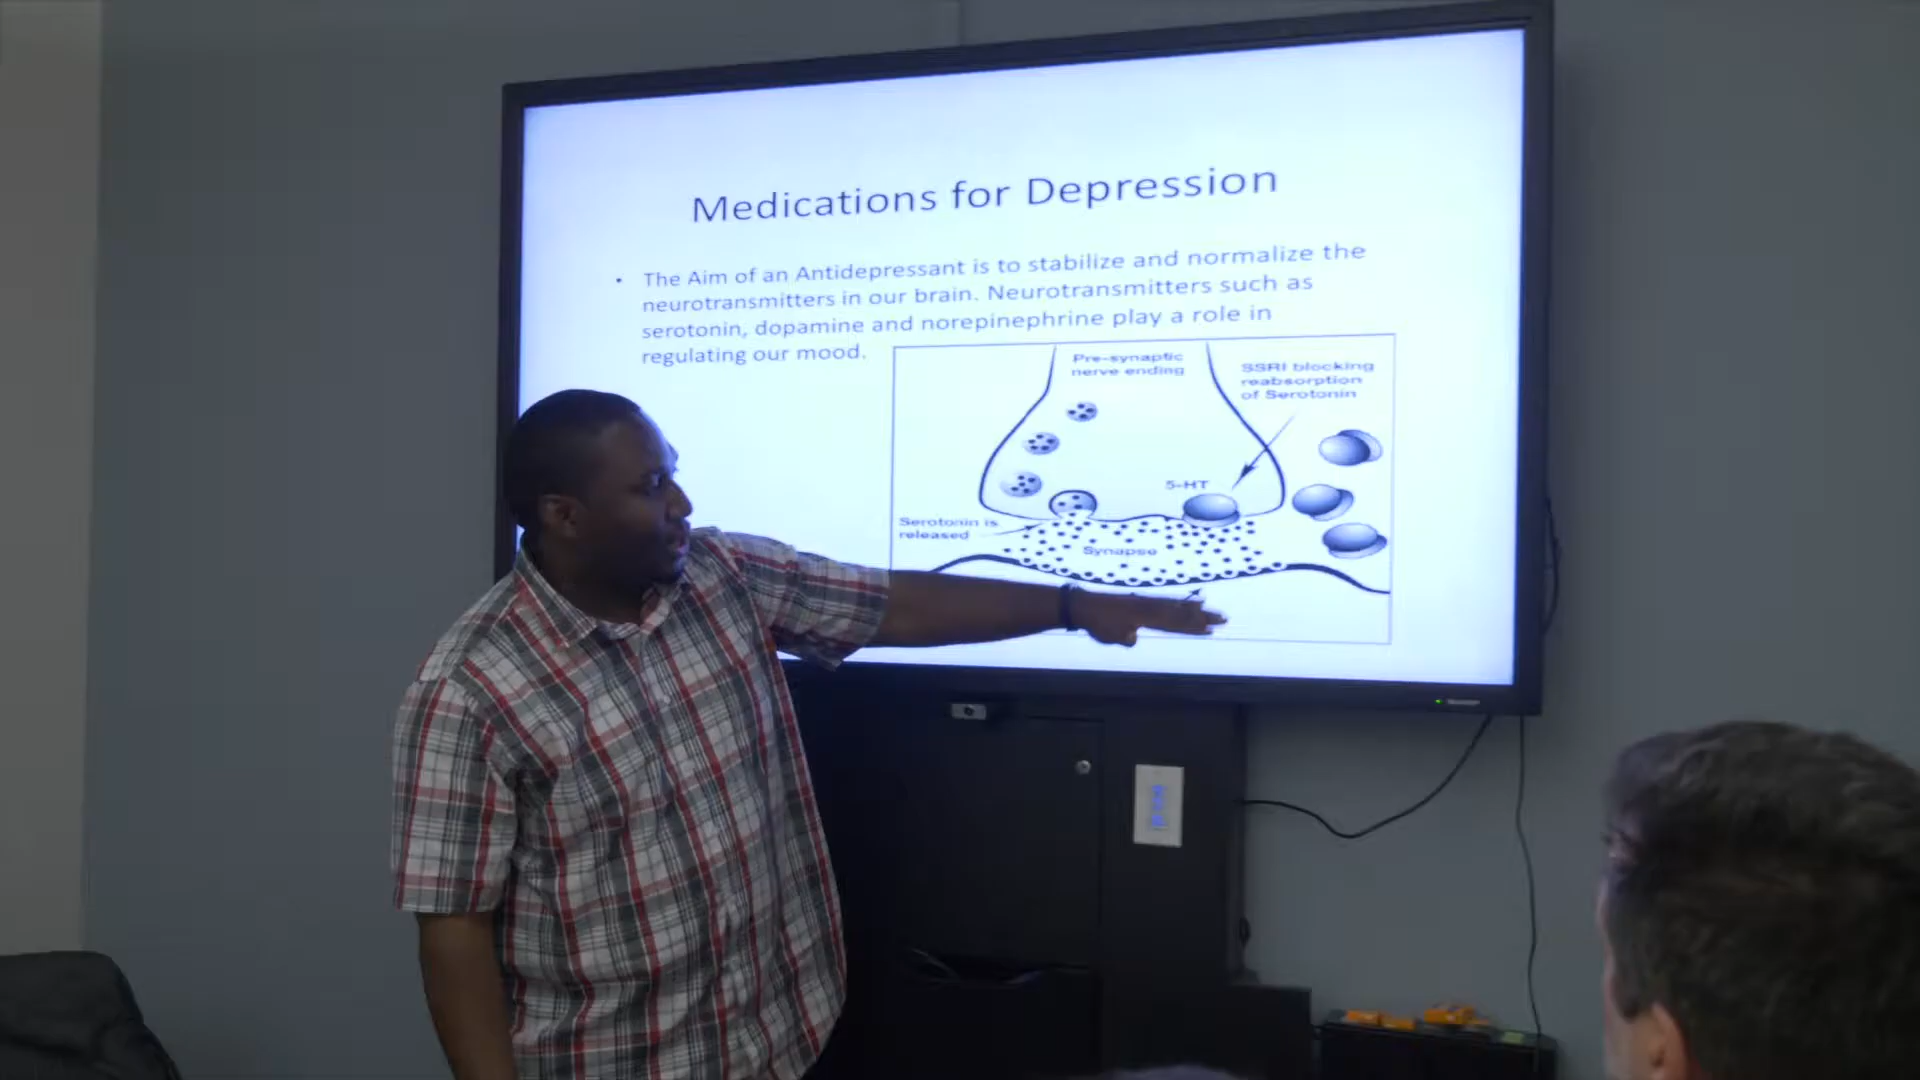 Medications for Depression
• The Aim of an Antidepressant is to stabilize and normalize the
neurotransmitters in our brain. Neurotransmitters such as
serotonin, dopamine and norepinephrine play a role in
regulating our mood.
Pre-synaptic
nerve ending
SSRI blocking
reabsorption
of Serotonin
5-HT
Serotonin is
released
Synapse